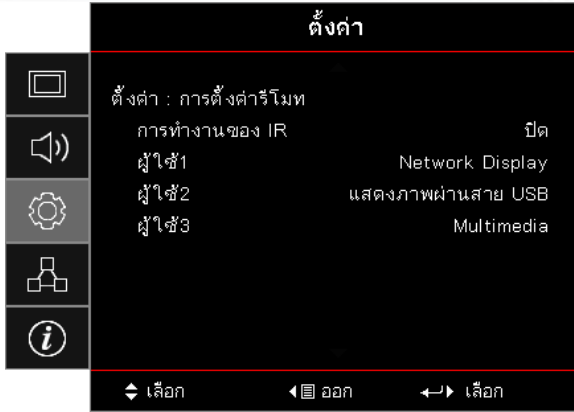 ตั้งค่า
ตั้งค่า : การตั้งค่ารีโมท
การทำงานของ IR ปิด
ผู้ใช้1 Network Display
ผู้ใช้2 แสดงภาพผ่านสาย USB
ผู้ใช้3 Multimedia
เลือก ออก เลือก